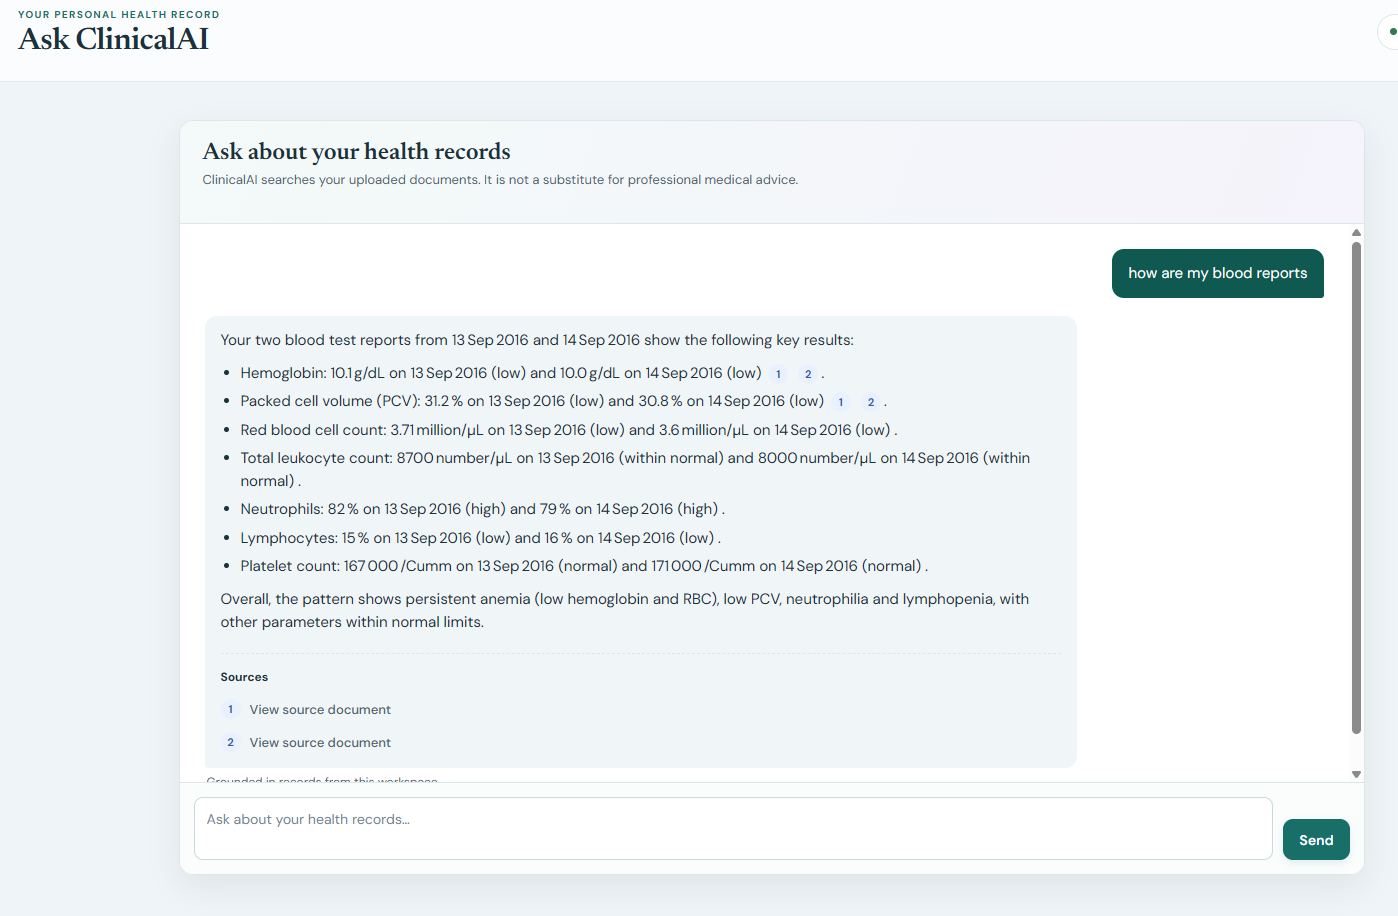 YOUR PERSONAL HEALTH RECORD
Ask ClinicalAI
Ask about your health records
ClinicalAI searches your uploaded documents. It is not a substitute for professional medical advice.
how are my blood reports
Your two blood test reports from 13 Sep 2016 and 14 Sep 2016 show the following key results:
• Hemoglobin: 10.1 g/dL on 13 Sep 2016 (low) and 10.0 g/dL on 14 Sep 2016 (low) 1 2 .
• Packed cell volume (PCV): 31.2 % on 13 Sep 2016 (low) and 30.8 % on 14 Sep 2016 (low) 1 2 .
• Red blood cell count: 3.71 million/µL on 13 Sep 2016 (low) and 3.6 million/µL on 14 Sep 2016 (low) .
• Total leukocyte count: 8700 number/µL on 13 Sep 2016 (within normal) and 8000 number/µL on 14 Sep 2016 (within
normal) .
• Neutrophils: 82 % on 13 Sep 2016 (high) and 79 % on 14 Sep 2016 (high) .
• Lymphocytes: 15 % on 13 Sep 2016 (low) and 16 % on 14 Sep 2016 (low) .
• Platelet count: 167 000 /Cumm on 13 Sep 2016 (normal) and 171 000 /Cumm on 14 Sep 2016 (normal) .
Overall, the pattern shows persistent anemia (low hemoglobin and RBC), low PCV, neutrophilia and lymphopenia, with
other parameters within normal limits.
Sources
1 View source document
2 View source document
Grounded in records from this workspace
Ask about your health records...
Send